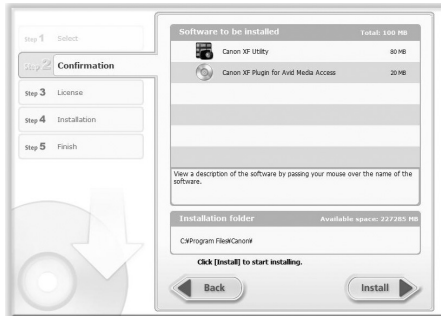 Step 1 Select
Step 2 Confirmation
Step 3 License
Step 4 Installation
Step 5 Finish
Software to be installed Total: 100 MB
Canon XF Utility 80 MB
Canon XF Plugin for Avid Media Access 20 MB
View a description of the software by passing your mouse over the name of the
software.
Installation folder Available space: 227285 MB
C:¥Program Files¥Canon¥
Click [Install] to start installing.
Back Install